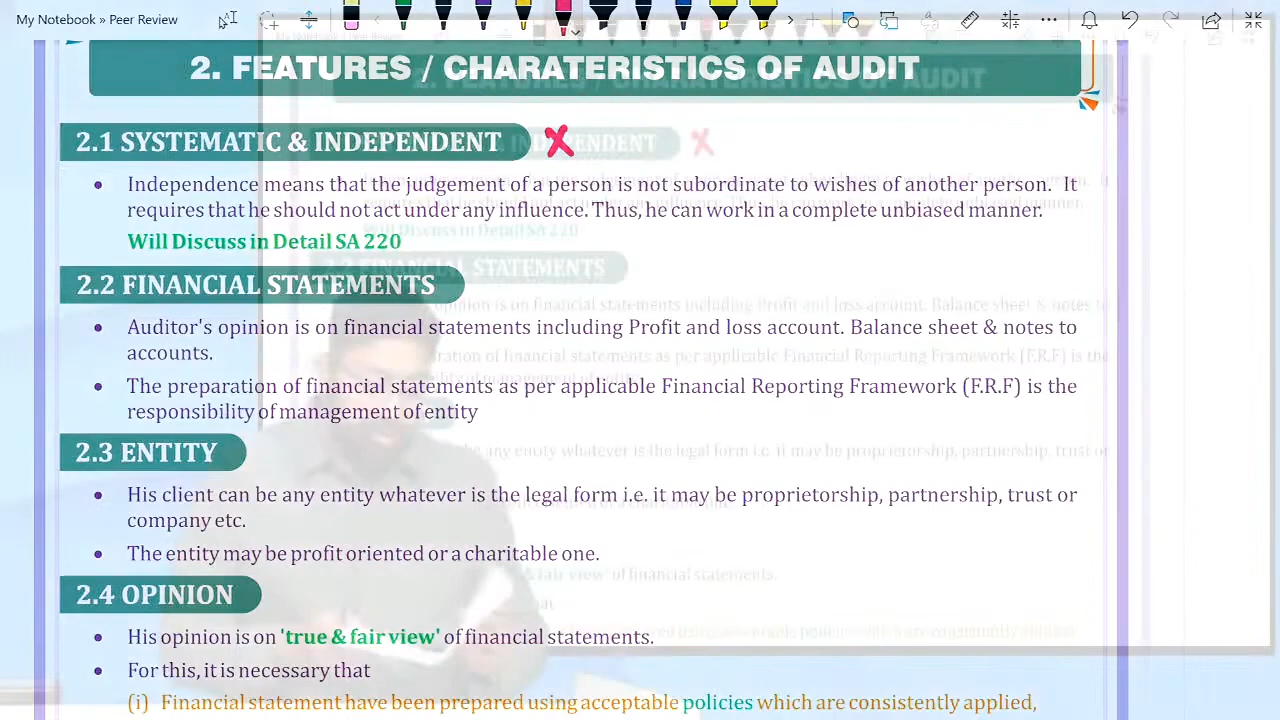 My Notebook » Peer Review
2. FEATURES / CHARATERISTICS OF AUDIT
2.1 SYSTEMATIC & INDEPENDENT
• Independence means that the judgement of a person is not subordinate to wishes of another person. It
requires that he should not act under any influence. Thus, he can work in a complete unbiased manner.
Will Discuss in Detail SA 220
2.2 FINANCIAL STATEMENTS
• Auditor's opinion is on financial statements including Profit and loss account. Balance sheet & notes to
accounts.
• The preparation of financial statements as per applicable Financial Reporting Framework (F.R.F) is the
responsibility of management of entity
2.3 ENTITY
• His client can be any entity whatever is the legal form i.e. it may be proprietorship, partnership, trust or
company etc.
• The entity may be profit oriented or a charitable one.
2.4 OPINION
• His opinion is on 'true & fair view' of financial statements.
• For this, it is necessary that
(i) Financial statement have been prepared using acceptable policies which are consistently applied,